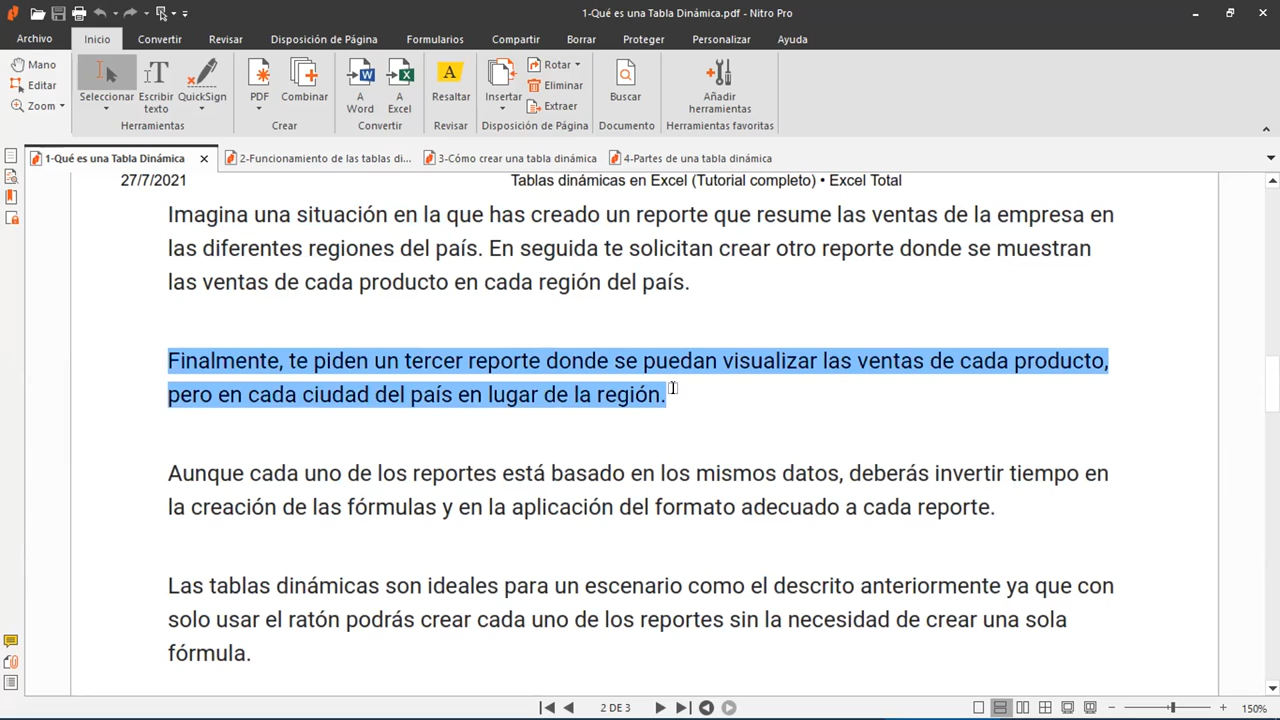 1-Qué es una Tabla Dinámica.pdf - Nitro Pro
Archivo Inicio Convertir Revisar Disposición de Página Formularios Compartir Borrar Proteger Personalizar Ayuda
Mano
Editar
Zoom
Seleccionar
Escribir texto
QuickSign
Herramientas
PDF
Combinar
Crear
A Word
A Excel
Convertir
Resaltar
Revisar
Insertar
Rotar
Eliminar
Extraer
Disposición de Página
Buscar
Documento
Añadir herramientas
Herramientas favoritas
1-Qué es una Tabla Dinámica 2-Funcionamiento de las tablas di... 3-Cómo crear una tabla dinámica 4-Partes de una tabla dinámica
27/7/2021 Tablas dinámicas en Excel (Tutorial completo) • Excel Total
Imagina una situación en la que has creado un reporte que resume las ventas de la empresa en
las diferentes regiones del país. En seguida te solicitan crear otro reporte donde se muestran
las ventas de cada producto en cada región del país.
Finalmente, te piden un tercer reporte donde se puedan visualizar las ventas de cada producto,
pero en cada ciudad del país en lugar de la región.
Aunque cada uno de los reportes está basado en los mismos datos, deberás invertir tiempo en
la creación de las fórmulas y en la aplicación del formato adecuado a cada reporte.
Las tablas dinámicas son ideales para un escenario como el descrito anteriormente ya que con
solo usar el ratón podrás crear cada uno de los reportes sin la necesidad de crear una sola
fórmula.
2 DE 3
150%